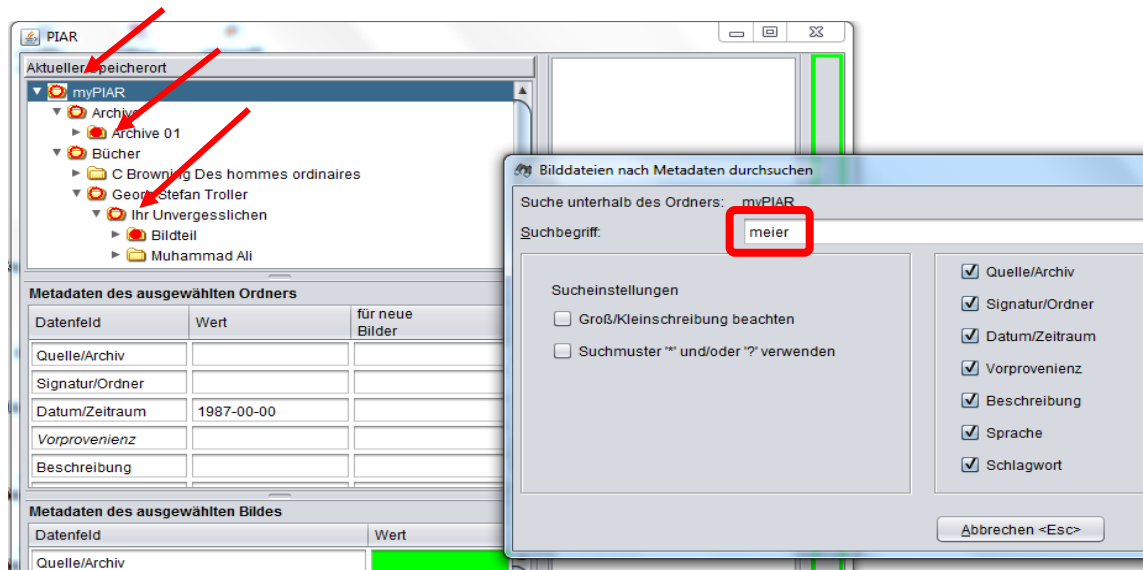 PIAR
Aktueller Speicherort
myPIAR
Archive
Archive 01
Bücher
C Browning Des hommes ordinaires
Georg Stefan Troller
Ihr Unvergesslichen
Bildteil
Muhammad Ali
Metadaten des ausgewählten Ordners
Datenfeld Wert für neue
Bilder
Quelle/Archiv
Signatur/Ordner
Datum/Zeitraum 1987-00-00
Vorprovenienz
Beschreibung
Metadaten des ausgewählten Bildes
Datenfeld Wert
Quelle/Archiv
Bilddateien nach Metadaten durchsuchen
Suche unterhalb des Ordners: myPIAR
Suchbegriff: meier
Sucheinstellungen
Groß/Kleinschreibung beachten
Suchmuster '*' und/oder '?' verwenden
Quelle/Archiv
Signatur/Ordner
Datum/Zeitraum
Vorprovenienz
Beschreibung
Sprache
Schlagwort
Abbrechen <Esc>